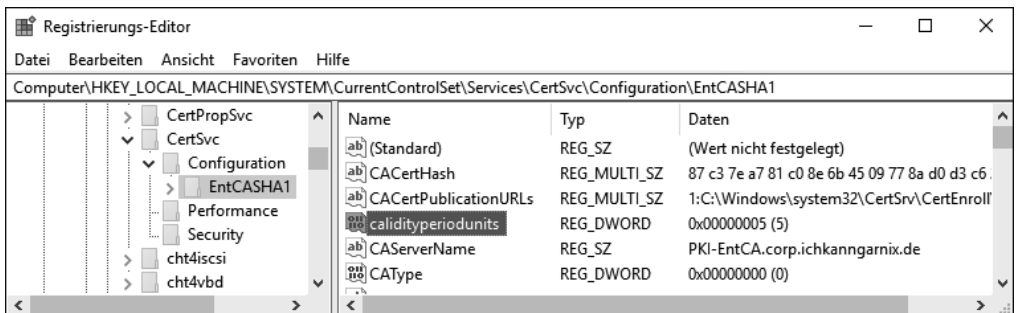 Registrierungs-Editor
Datei Bearbeiten Ansicht Favoriten Hilfe
Computer\HKEY_LOCAL_MACHINE\SYSTEM\CurrentControlSet\Services\CertSvc\Configuration\EntCASHA1
CertPropSvc
CertSvc
Configuration
EntCASHA1
Performance
Security
cht4iscsi
cht4vbd
Name Typ Daten
(Standard) REG_SZ (Wert nicht festgelegt)
CACertHash REG_MULTI_SZ 87 c3 7e a7 81 c0 8e 6b 45 09 77 8a d0 d3 c6
CACertPublicationURLs REG_MULTI_SZ 1:C:\Windows\system32\CertSrv\CertEnroll
calidityperiodunits REG_DWORD 0x00000005 (5)
CAServerName REG_SZ PKI-EntCA.corp.ichkanngarnix.de
CAType REG_DWORD 0x00000000 (0)